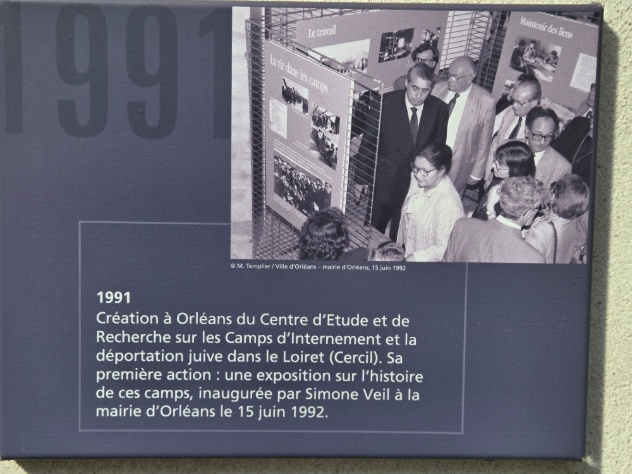 1991
Le travail
Maintenir des liens
La vie dans les camps
© M. Templier / Ville d'Orléans – mairie d'Orléans, 15 juin 1992
1991
Création à Orléans du Centre d'Etude et de
Recherche sur les Camps d'Internement et la
déportation juive dans le Loiret (Cercil). Sa
première action : une exposition sur l'histoire
de ces camps, inaugurée par Simone Veil à la
mairie d'Orléans le 15 juin 1992.